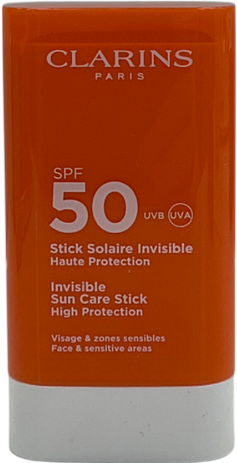 CLARINS
PARIS
SPF
50 UVB UVA
Stick Solaire Invisible
Haute Protection
Invisible
Sun Care Stick
High Protection
Visage & zones sensibles
Face & sensitive areas